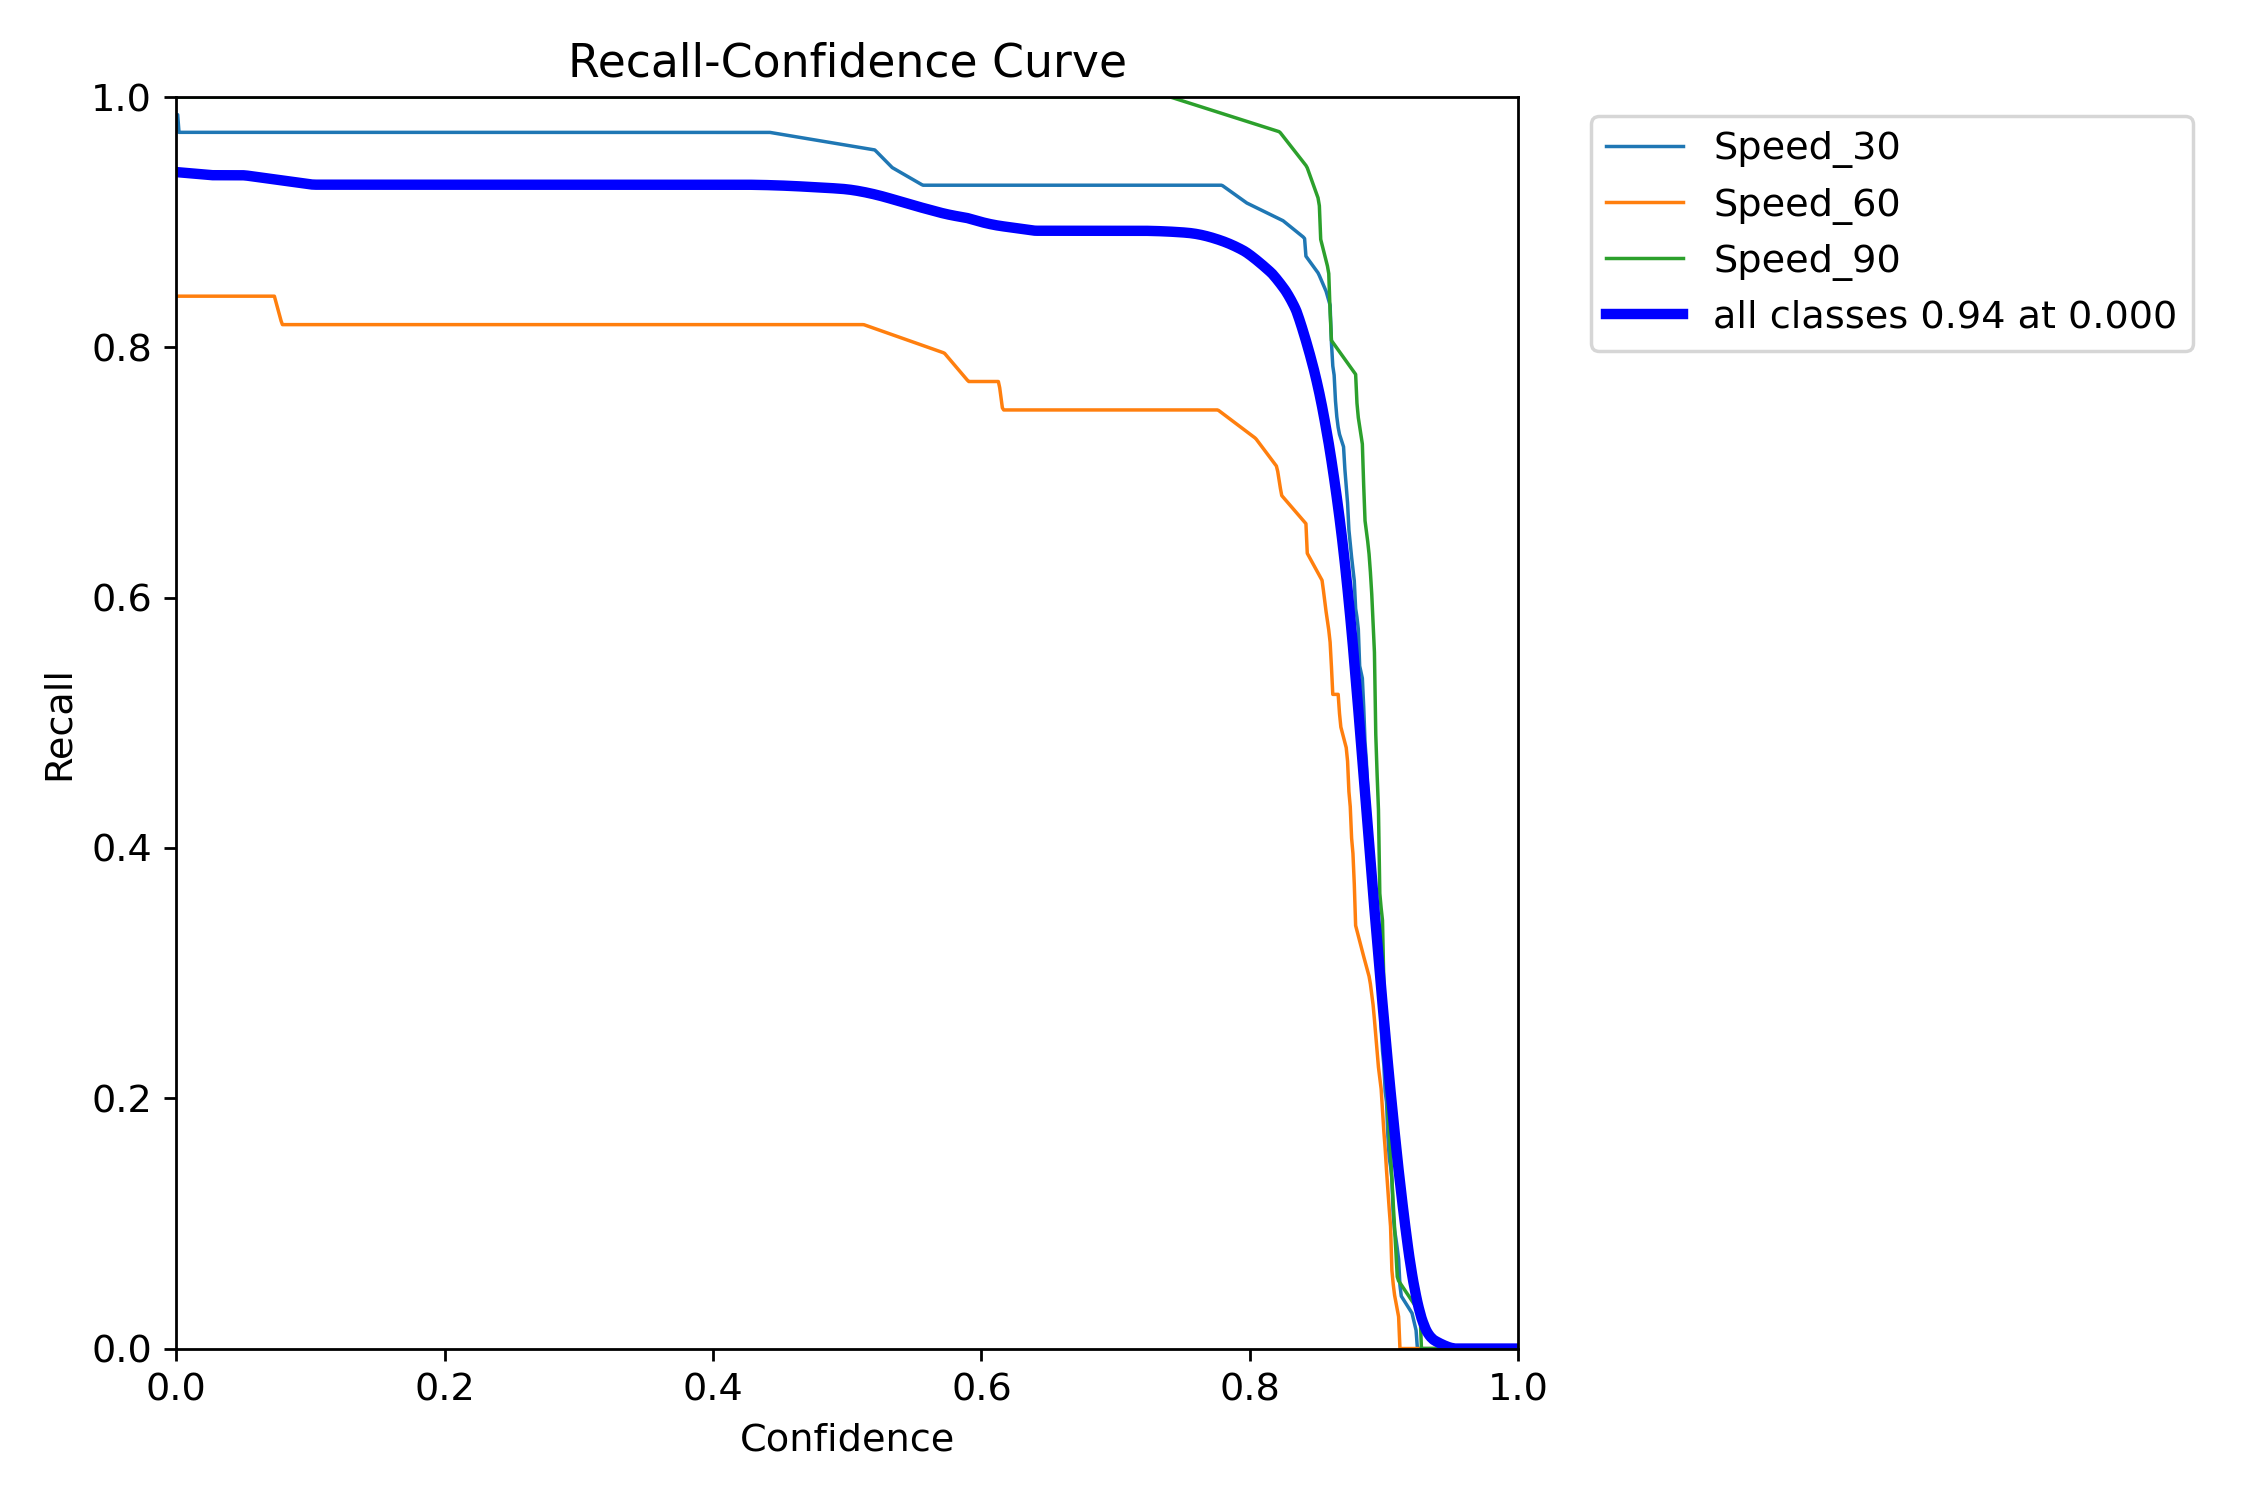 Recall-Confidence Curve
1.0
0.8
0.6
0.4
0.2
0.0
Recall
0.0 0.2 0.4 0.6 0.8 1.0
Confidence
Speed_30
Speed_60
Speed_90
all classes 0.94 at 0.000